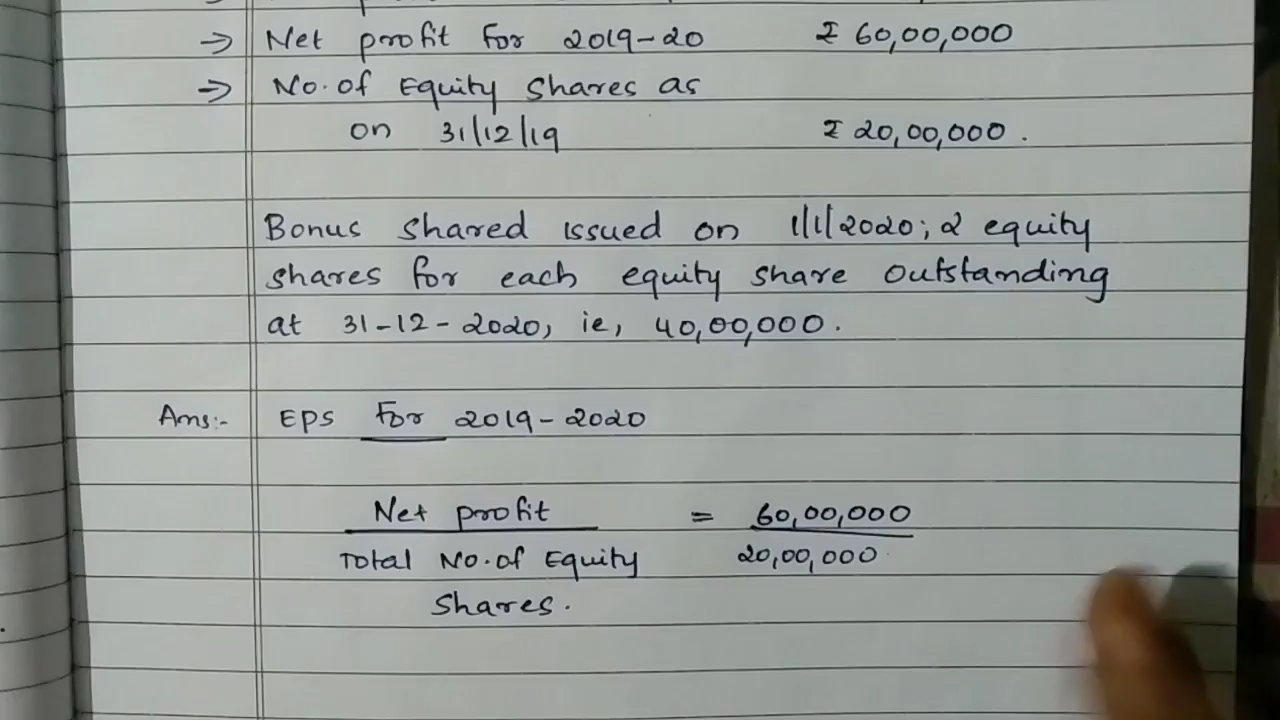 → Net profit for 2019-20 ₹ 60,00,000
→ No. of Equity shares as
on 31/12/19 ₹ 20,00,000.
Bonus shared issued on 1/1/2020; 2 equity
shares for each equity share outstanding
at 31-12-2020, ie, 40,00,000.
Ans:- EPS for 2019-2020
Net profit = 60,00,000
Total No. of Equity 20,00,000
Shares.